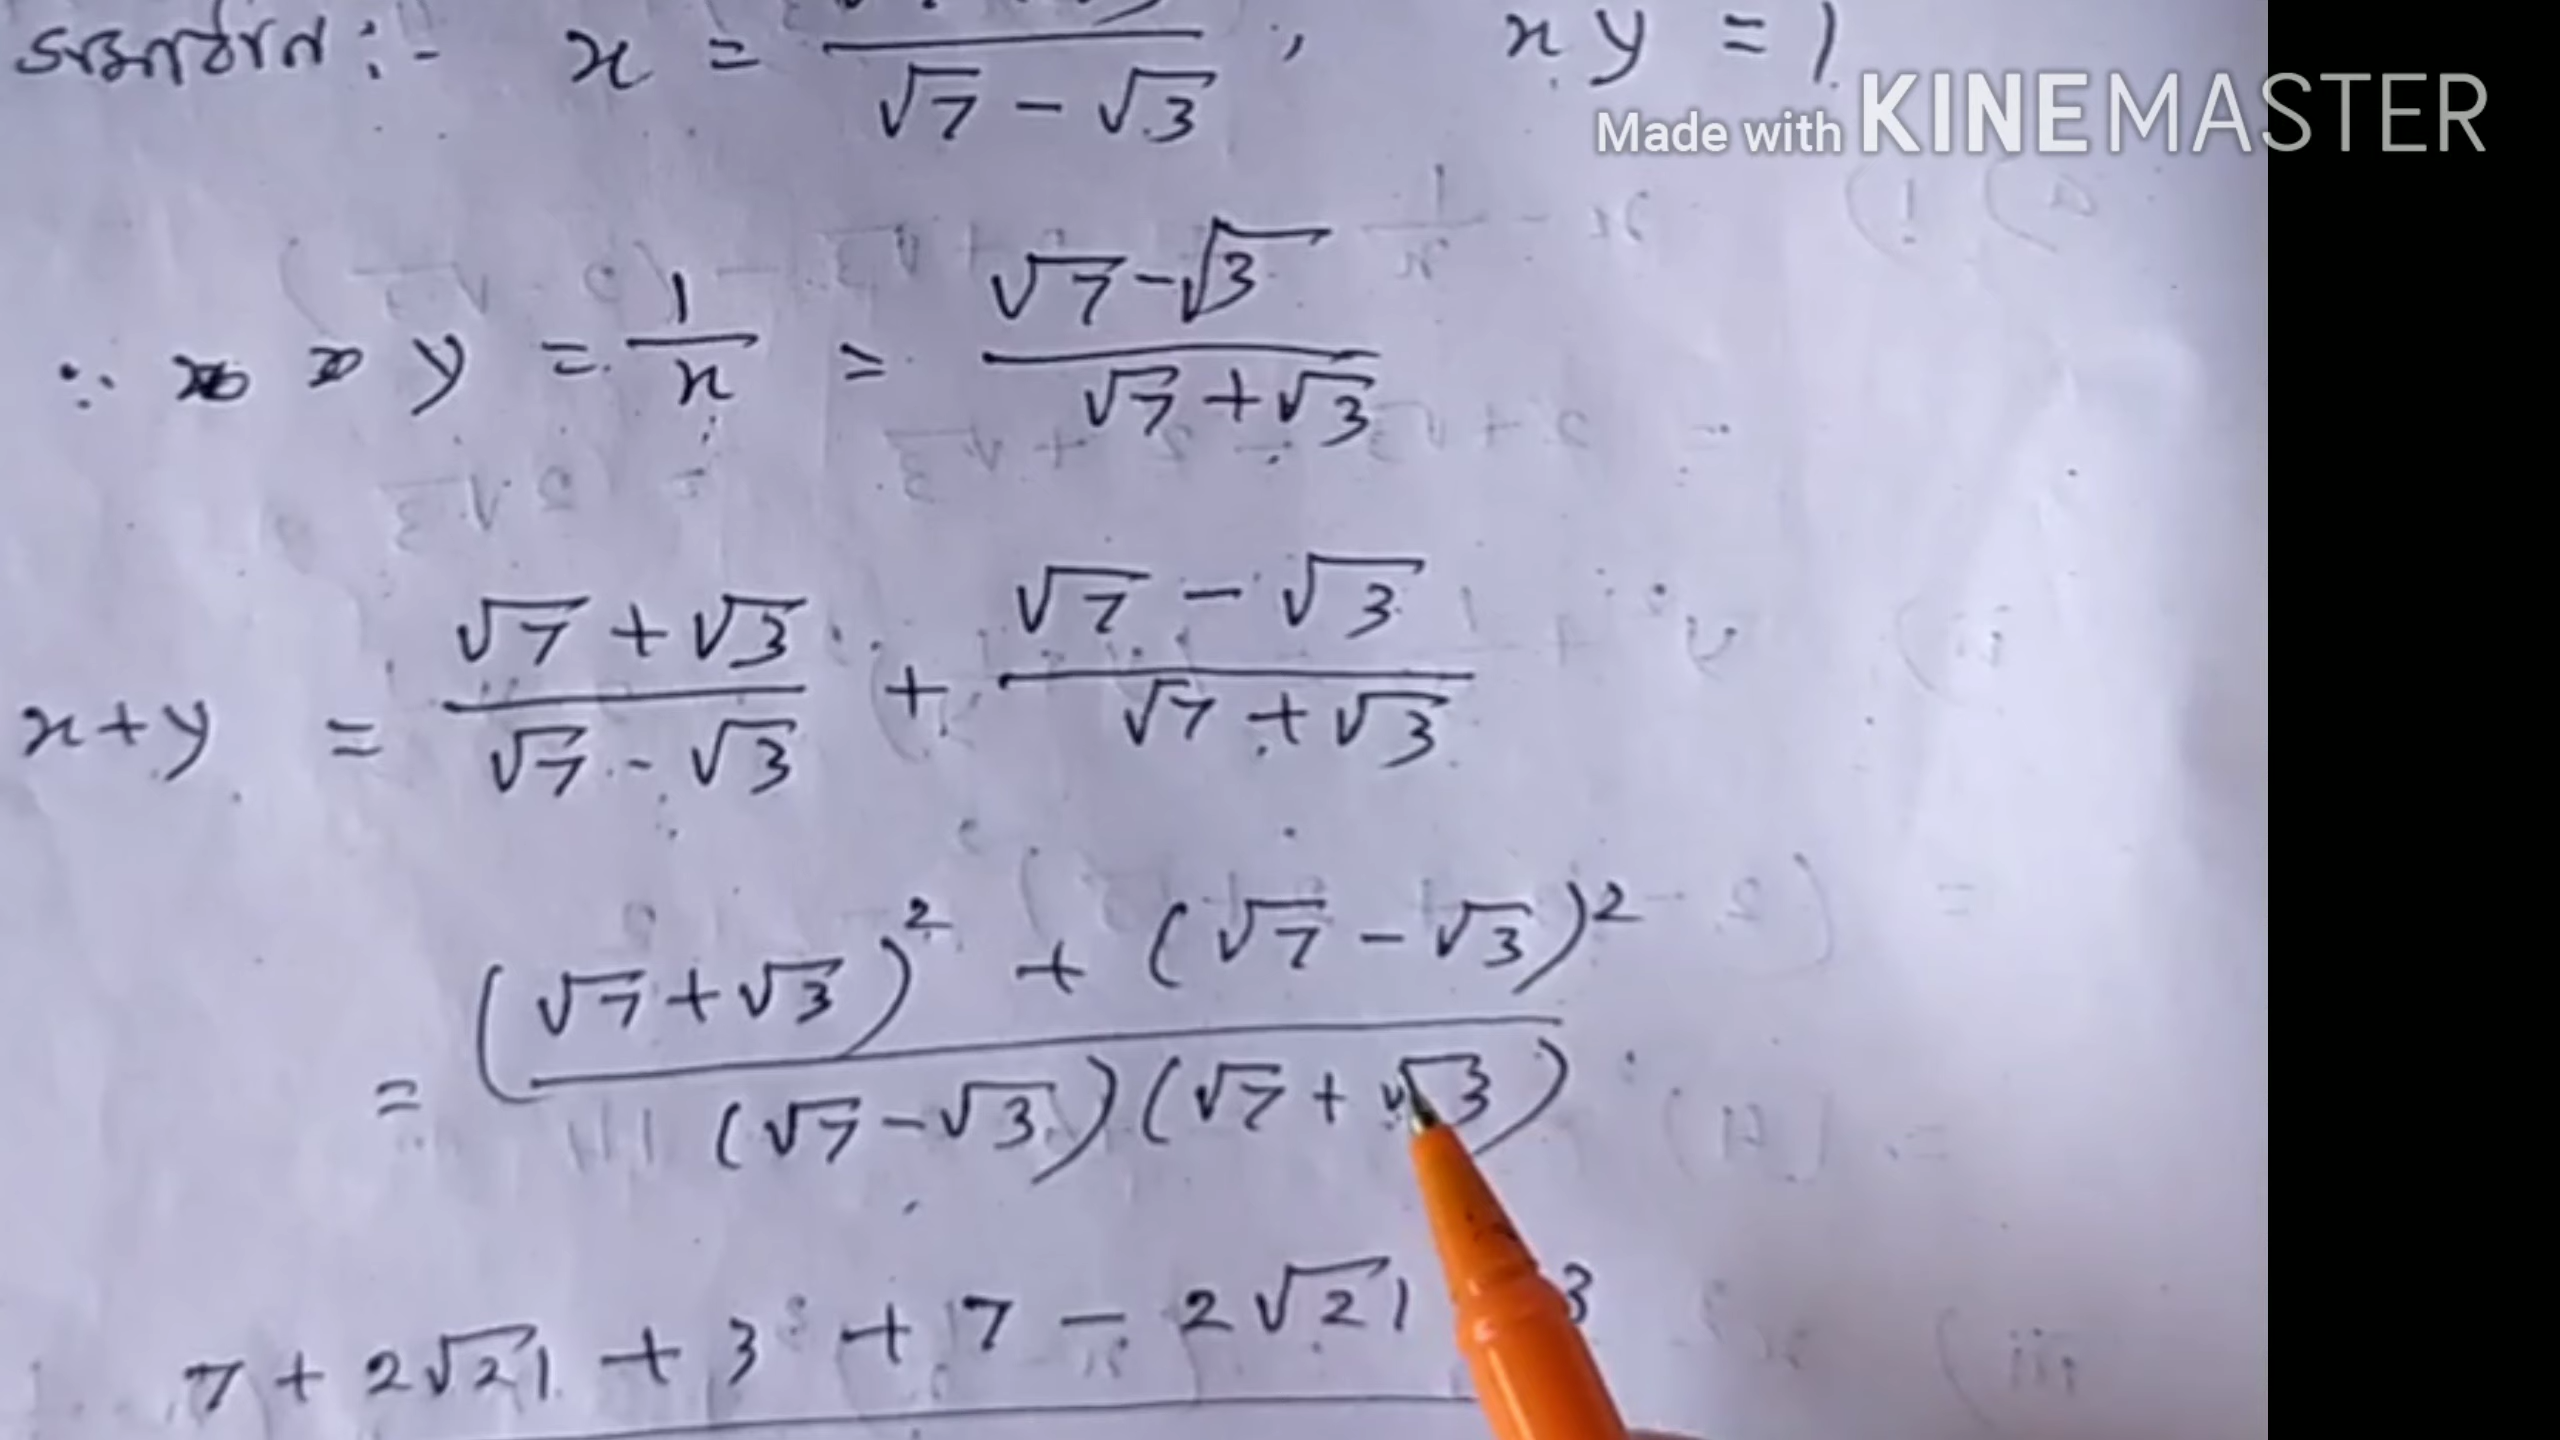 x = / √7 - √3 , xy = 1
Made with KINEMASTER
∴ y = 1/x = √7-√3 / √7+√3
x+y = √7+√3 / √7-√3 + √7-√3 / √7+√3
= (√7+√3)² + (√7-√3)² / (√7-√3)(√7+√3)
7 + 2√21 + 3 + 7 - 2√21 3